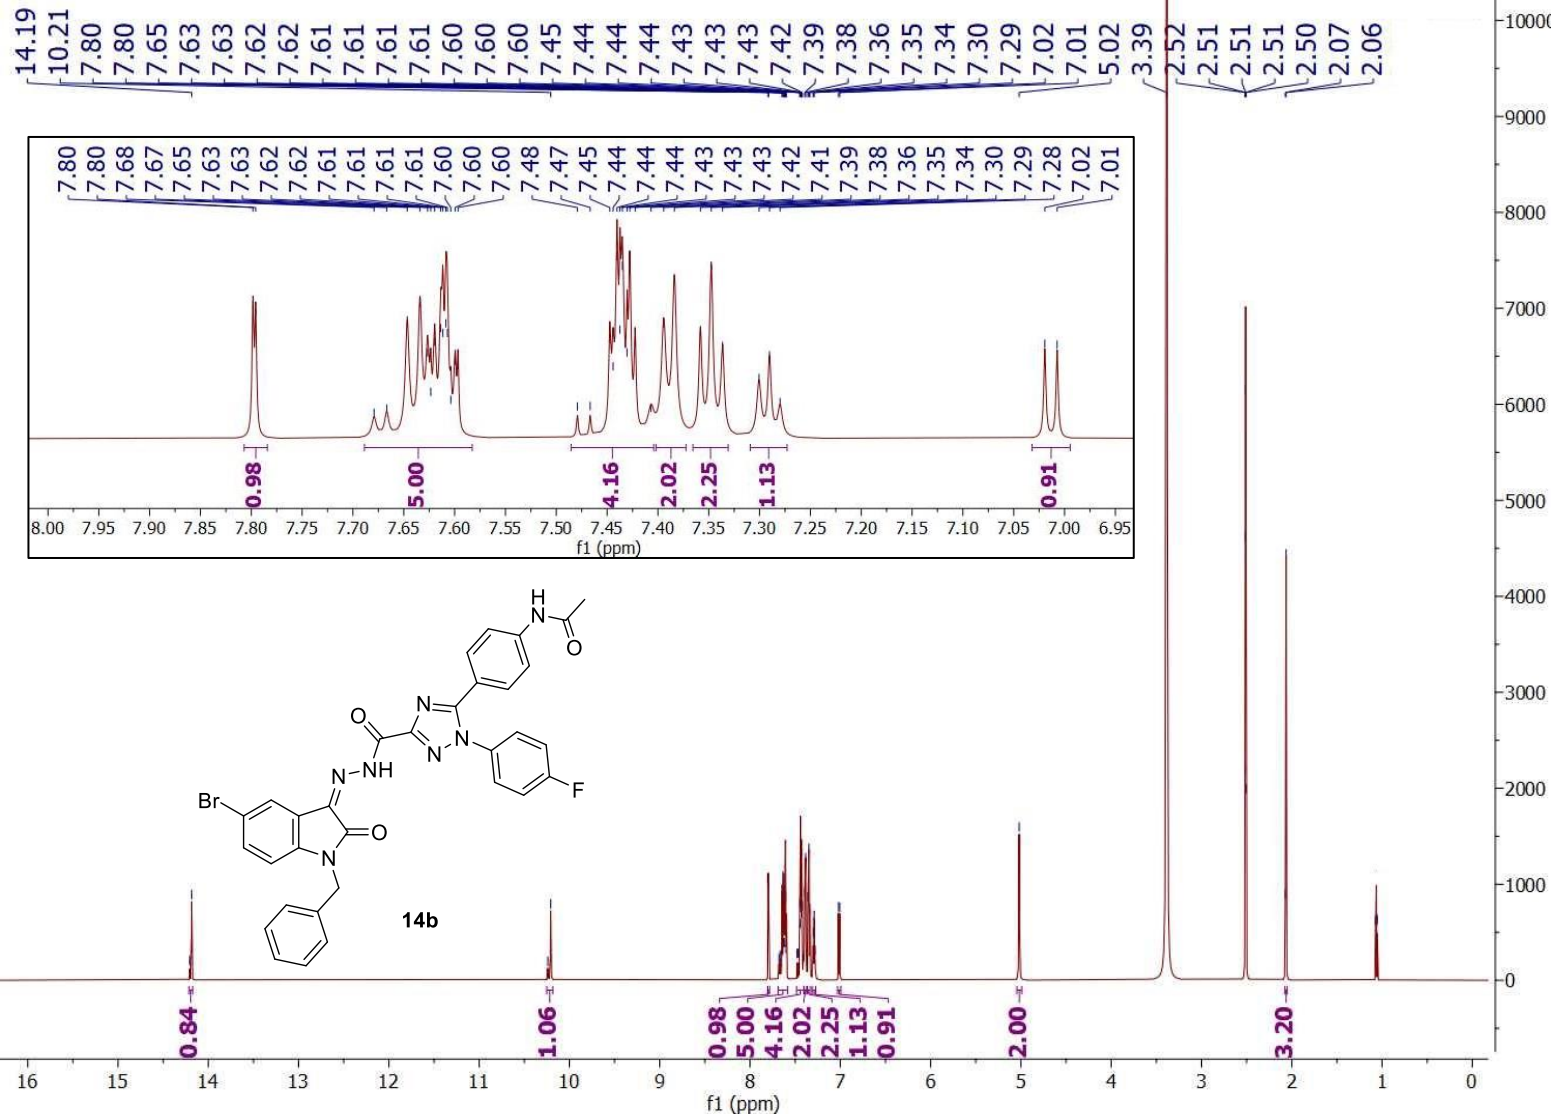 14.19 10.21 7.80 7.80 7.65 7.63 7.63 7.62 7.62 7.61 7.61 7.61 7.61 7.60 7.60 7.60 7.45 7.44 7.44 7.44 7.43 7.43 7.43 7.42 7.39 7.38 7.36 7.35 7.34 7.30 7.29 7.02 7.01 5.02 3.39 2.52 2.51 2.51 2.51 2.50 2.07 2.06
7.80 7.80 7.68 7.67 7.65 7.63 7.63 7.62 7.62 7.61 7.61 7.61 7.61 7.60 7.60 7.60 7.48 7.47 7.45 7.44 7.44 7.44 7.43 7.43 7.43 7.42 7.41 7.39 7.38 7.36 7.35 7.34 7.30 7.29 7.28 7.02 7.01
0.98 5.00 4.16 2.02 2.25 1.13 0.91
8.00 7.95 7.90 7.85 7.80 7.75 7.70 7.65 7.60 7.55 7.50 7.45 7.40 7.35 7.30 7.25 7.20 7.15 7.10 7.05 7.00 6.95
f1 (ppm)
10000
9000
8000
7000
6000
5000
4000
3000
2000
1000
0
H
N
O
N
O
N
N
N
N
NH
F
Br
O
N
14b
0.84 1.06 0.98 5.00 4.16 2.02 2.25 1.13 0.91 2.00 3.20
16 15 14 13 12 11 10 9 8 7 6 5 4 3 2 1 0
f1 (ppm)